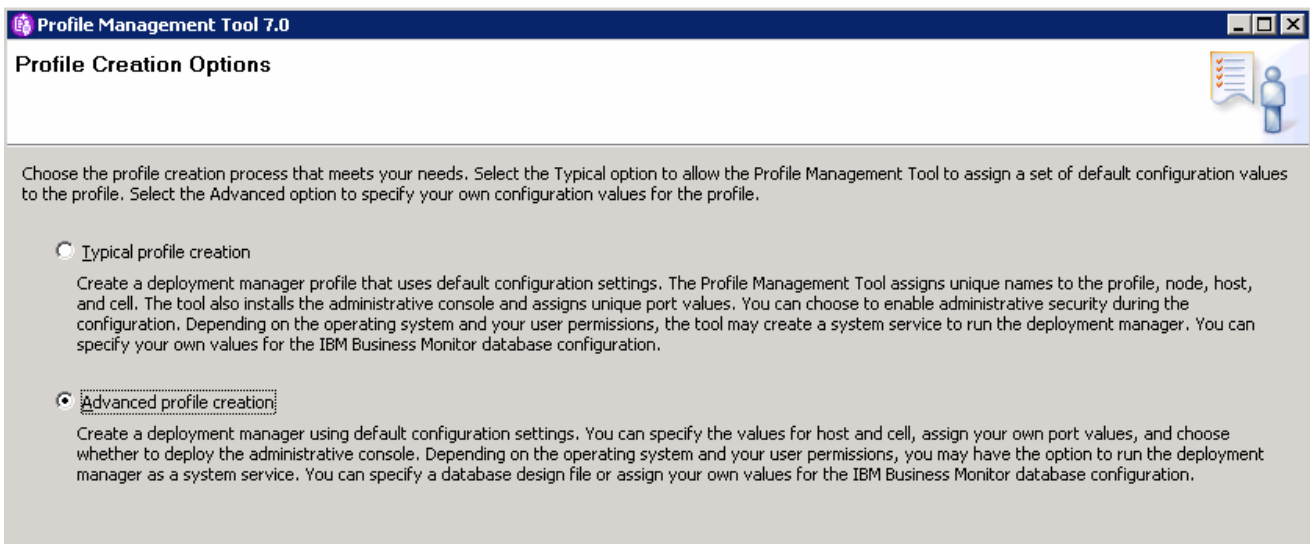 Profile Management Tool 7.0
Profile Creation Options
Choose the profile creation process that meets your needs. Select the Typical option to allow the Profile Management Tool to assign a set of default configuration values
to the profile. Select the Advanced option to specify your own configuration values for the profile.
Typical profile creation
Create a deployment manager profile that uses default configuration settings. The Profile Management Tool assigns unique names to the profile, node, host,
and cell. The tool also installs the administrative console and assigns unique port values. You can choose to enable administrative security during the
configuration. Depending on the operating system and your user permissions, the tool may create a system service to run the deployment manager. You can
specify your own values for the IBM Business Monitor database configuration.
Advanced profile creation
Create a deployment manager using default configuration settings. You can specify the values for host and cell, assign your own port values, and choose
whether to deploy the administrative console. Depending on the operating system and your user permissions, you may have the option to run the deployment
manager as a system service. You can specify a database design file or assign your own values for the IBM Business Monitor database configuration.